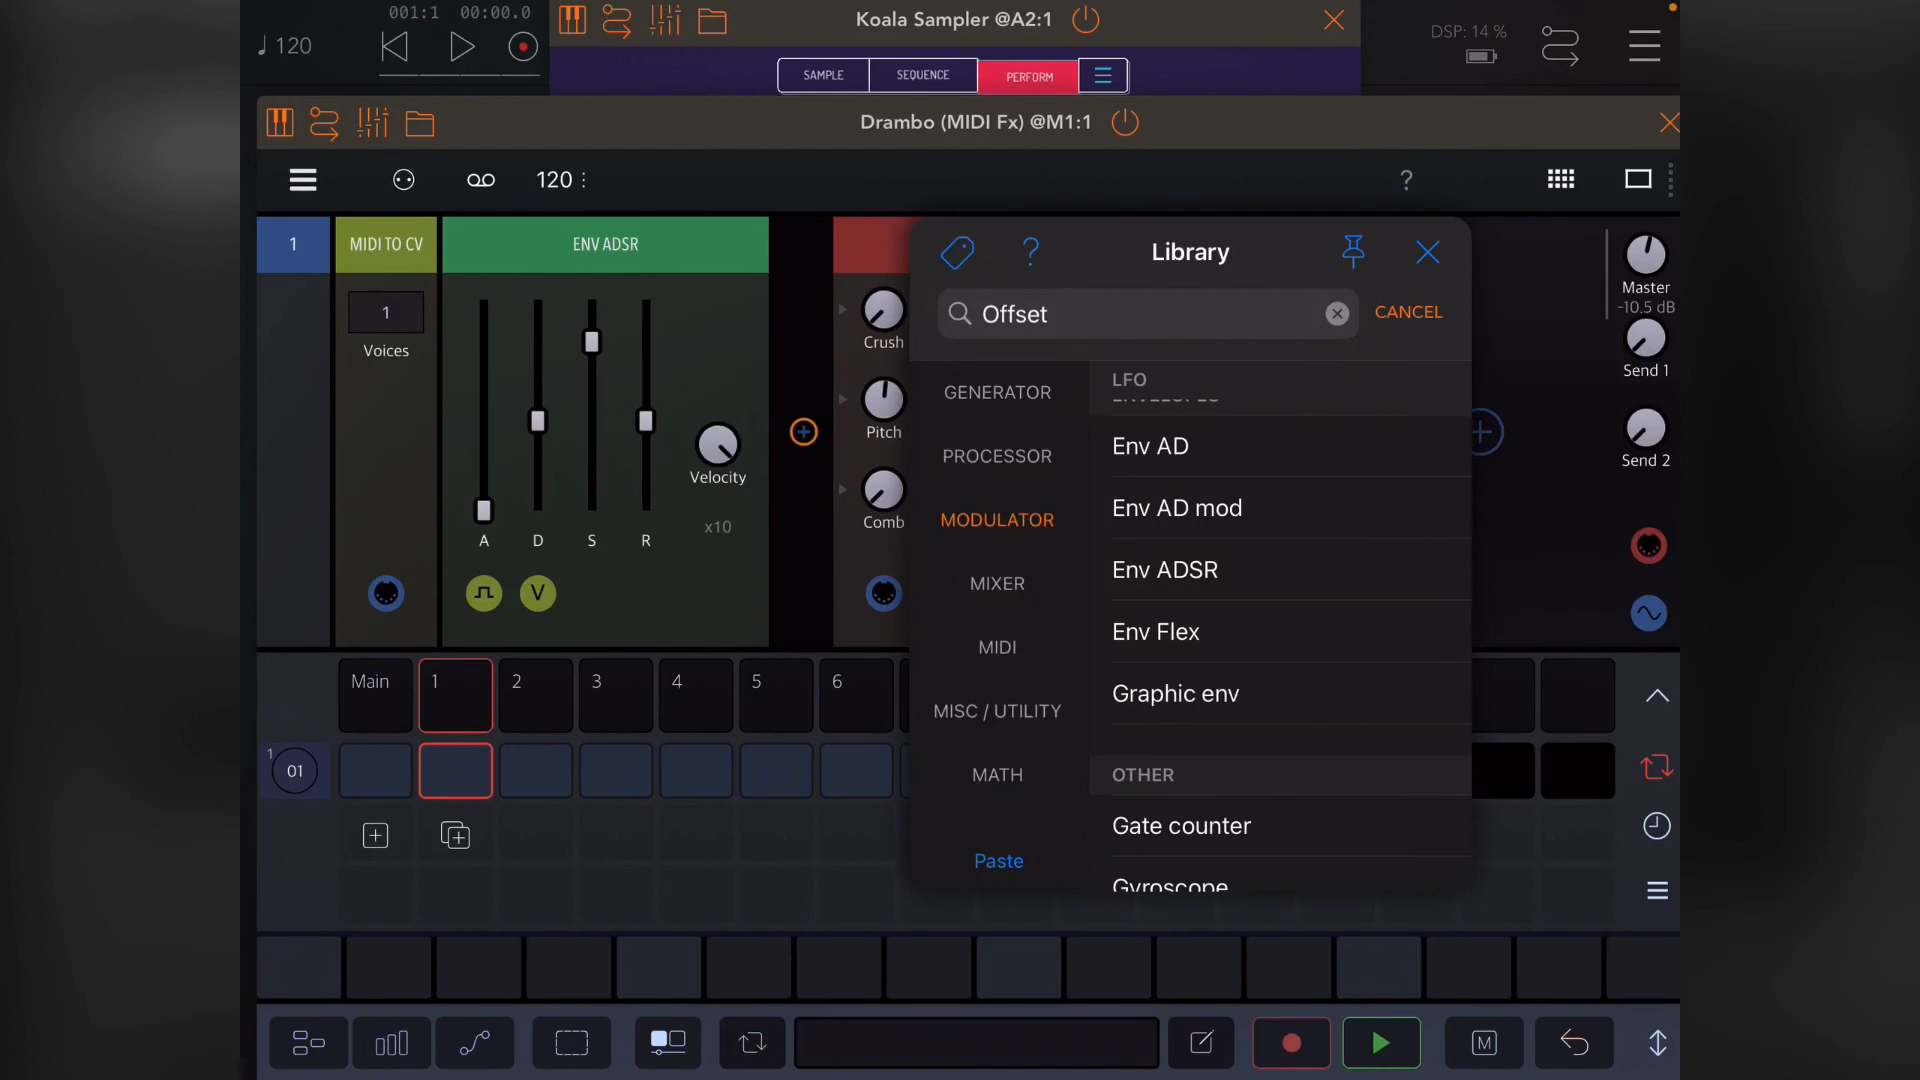 001:1 00:00.0
120
Koala Sampler @A2:1
DSP: 14 %
SAMPLE SEQUENCE PERFORM
Drambo (MIDI Fx) @M1:1
120
?
1 MIDI TO CV ENV ADSR
1
Voices
A D S R
Velocity
x10
V
Crush
Pitch
Comb
? Library
Offset CANCEL
GENERATOR
PROCESSOR
MODULATOR
MIXER
MIDI
MISC / UTILITY
MATH
Paste
LFO
ENVELOPES
Env AD
Env AD mod
Env ADSR
Env Flex
Graphic env
OTHER
Gate counter
Gyroscope
Master
-10.5 dB
Send 1
Send 2
Main 1 2 3 4 5 6
1 01
M